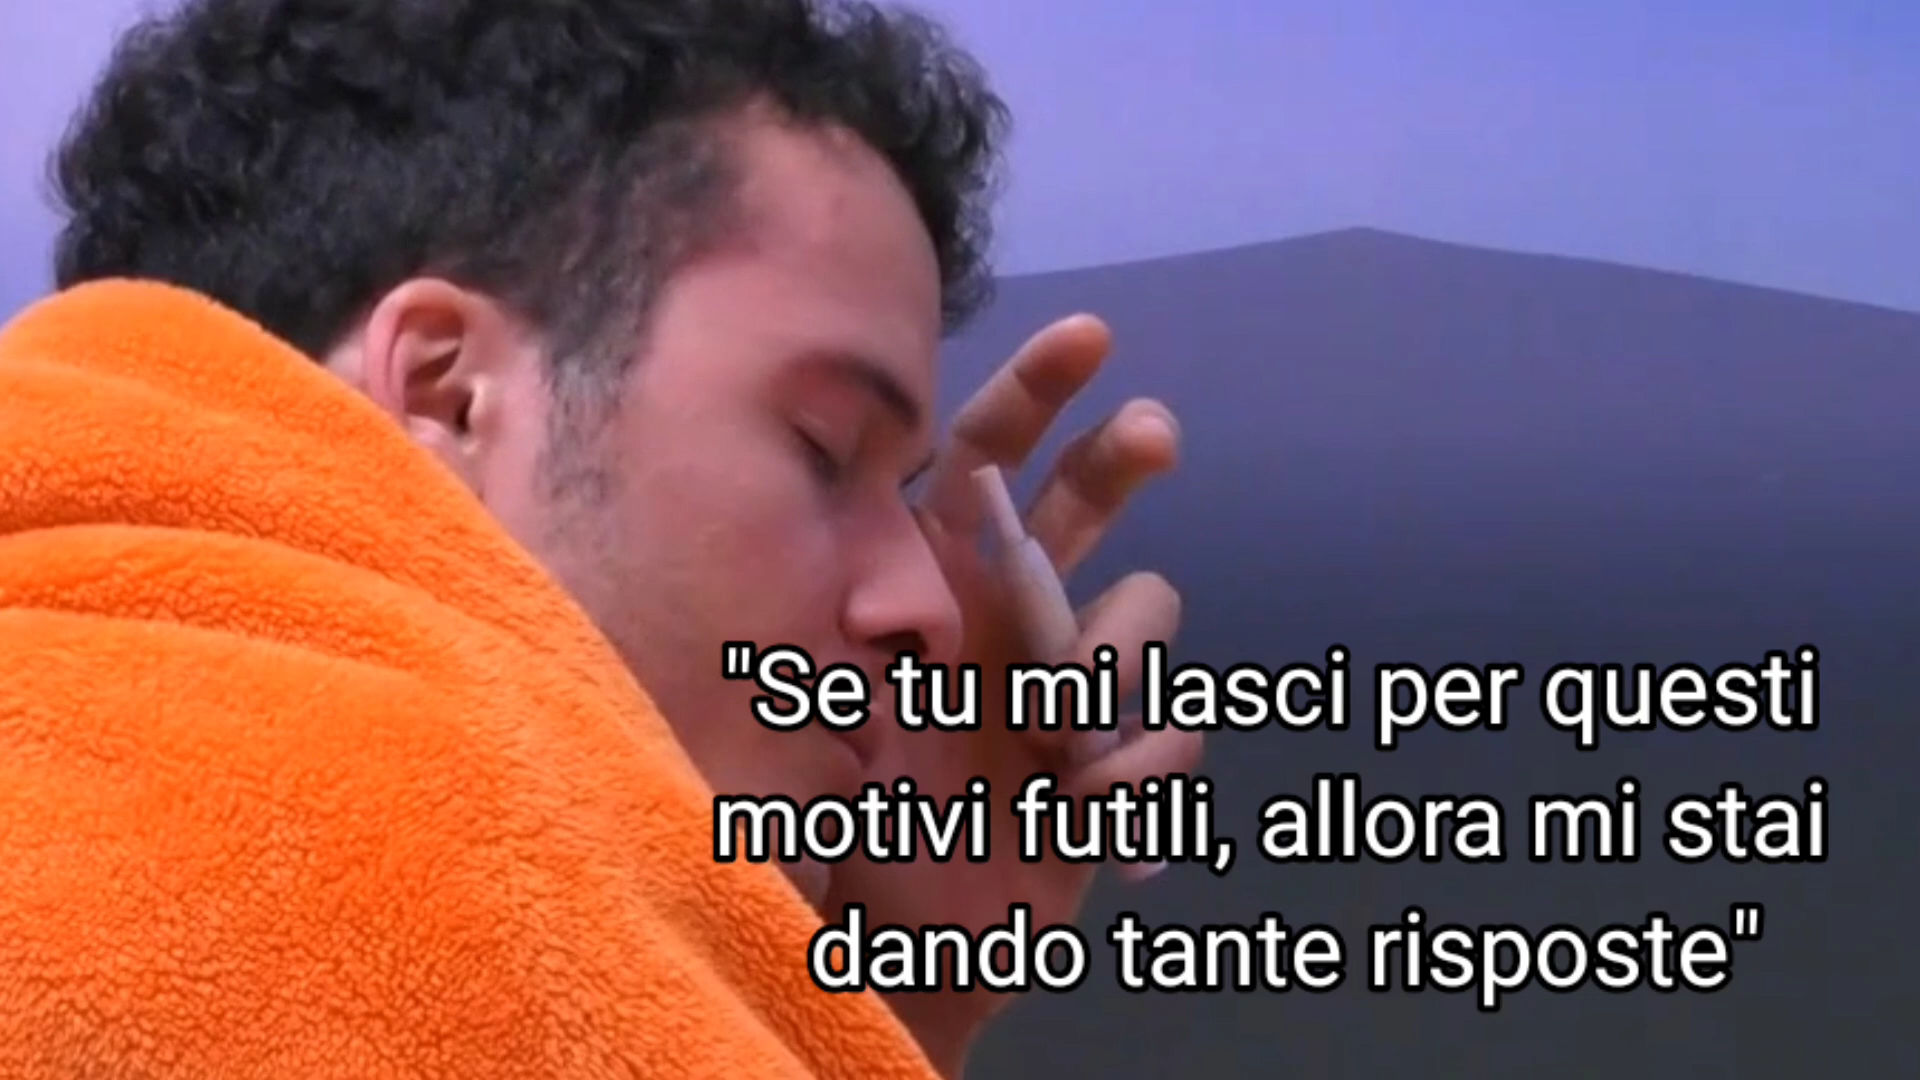 "Se tu mi lasci per questi
motivi futili, allora mi stai
dando tante risposte"